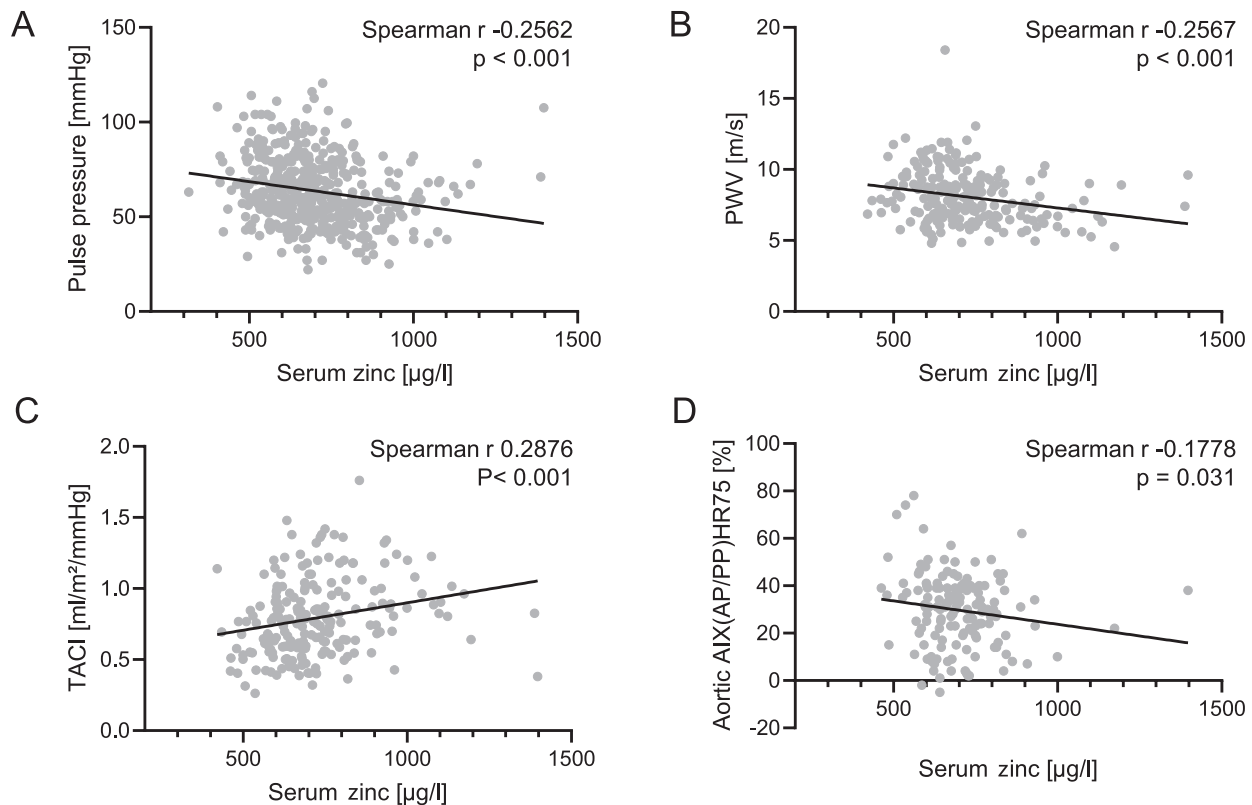 A
Spearman r -0.2562
p < 0.001
Pulse pressure [mmHg]
150
100
50
0
500
1000
1500
Serum zinc [µg/l]
B
Spearman r -0.2567
p < 0.001
PWV [m/s]
20
15
10
5
0
500
1000
1500
Serum zinc [µg/l]
C
Spearman r 0.2876
P< 0.001
TACI [ml/m²/mmHg]
2.0
1.5
1.0
0.5
0.0
500
1000
1500
Serum zinc [µg/l]
D
Spearman r -0.1778
p = 0.031
Aortic AIX(AP/PP)HR75 [%]
100
80
60
40
20
0
-20
500
1000
1500
Serum zinc [µg/l]